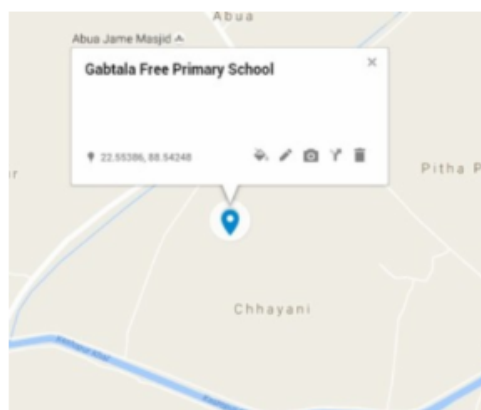 Abua
Abua Jame Masjid
Gabtala Free Primary School
22.55386, 88.54248
Pitha P
Chhayani